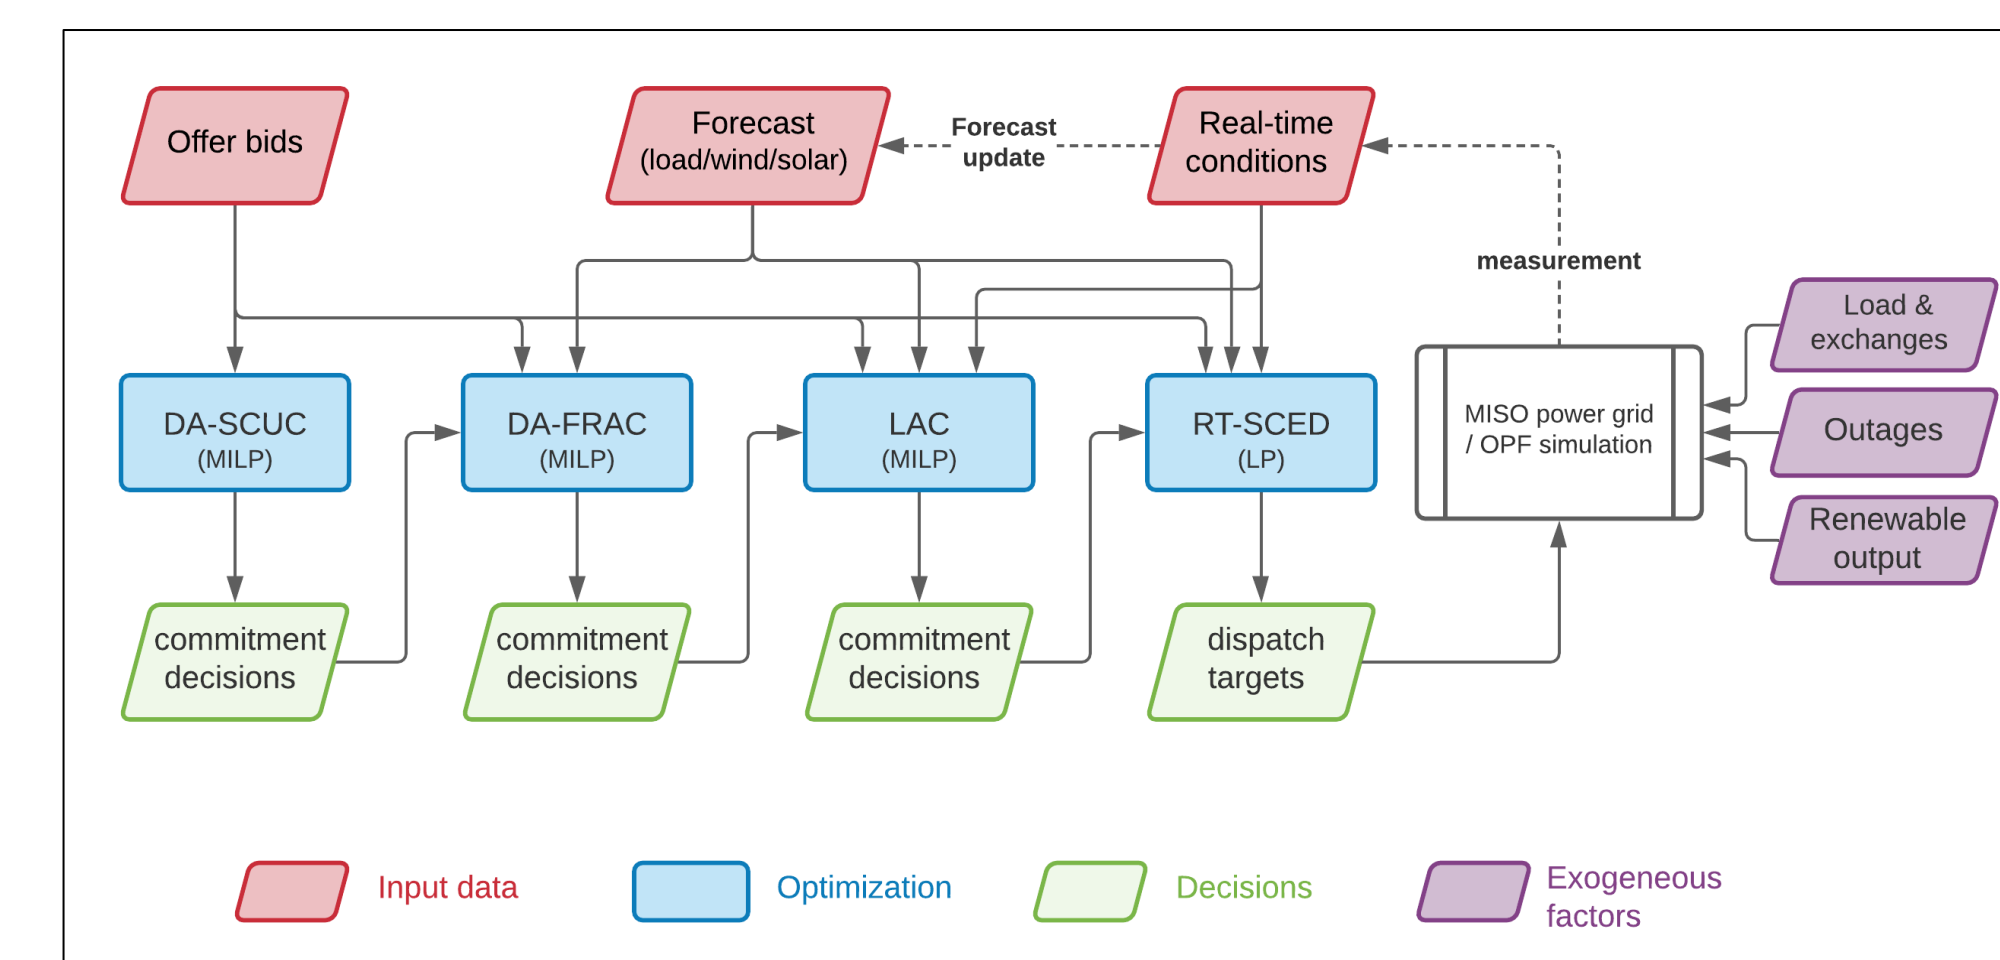 Offer bids
Forecast
(load/wind/solar)
Forecast
update
Real-time
conditions
measurement
Load &
exchanges
Outages
Renewable
output
DA-SCUC
(MILP)
DA-FRAC
(MILP)
LAC
(MILP)
RT-SCED
(LP)
MISO power grid
/ OPF simulation
commitment
decisions
commitment
decisions
commitment
decisions
dispatch
targets
Input data
Optimization
Decisions
Exogeneous
factors